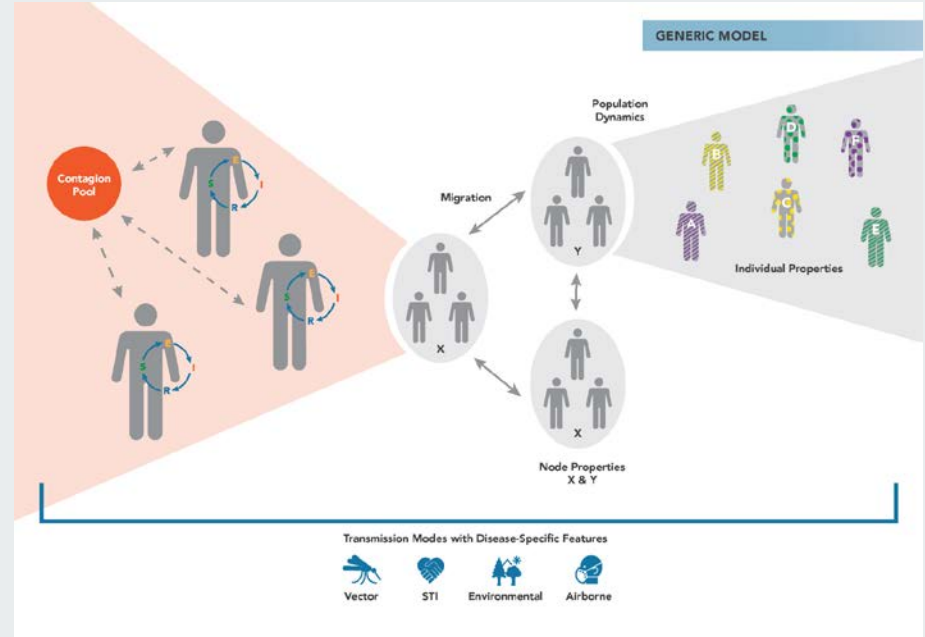 GENERIC MODEL
Population
Dynamics
Contagion
Pool
S E I R
S E I R
S E I R
Migration
X
Y
X
A
B
C
D
E
F
Individual Properties
Node Properties
X & Y
Transmission Modes with Disease-Specific Features
Vector STI Environmental Airborne